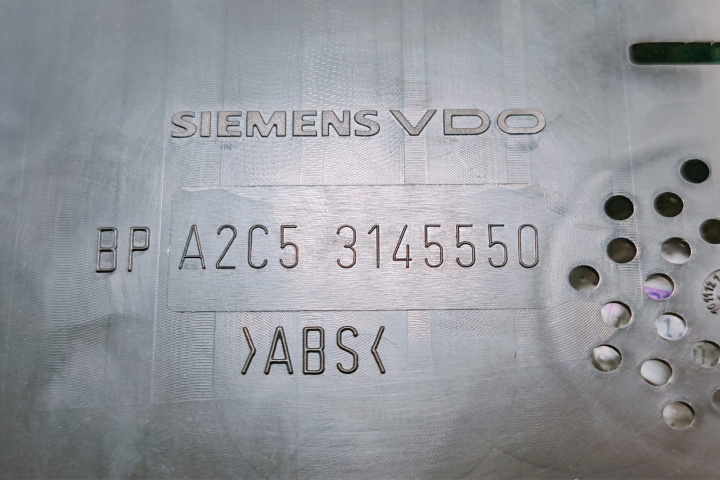 SIEMENS VDO
BP A2C5 3145550
>ABS<